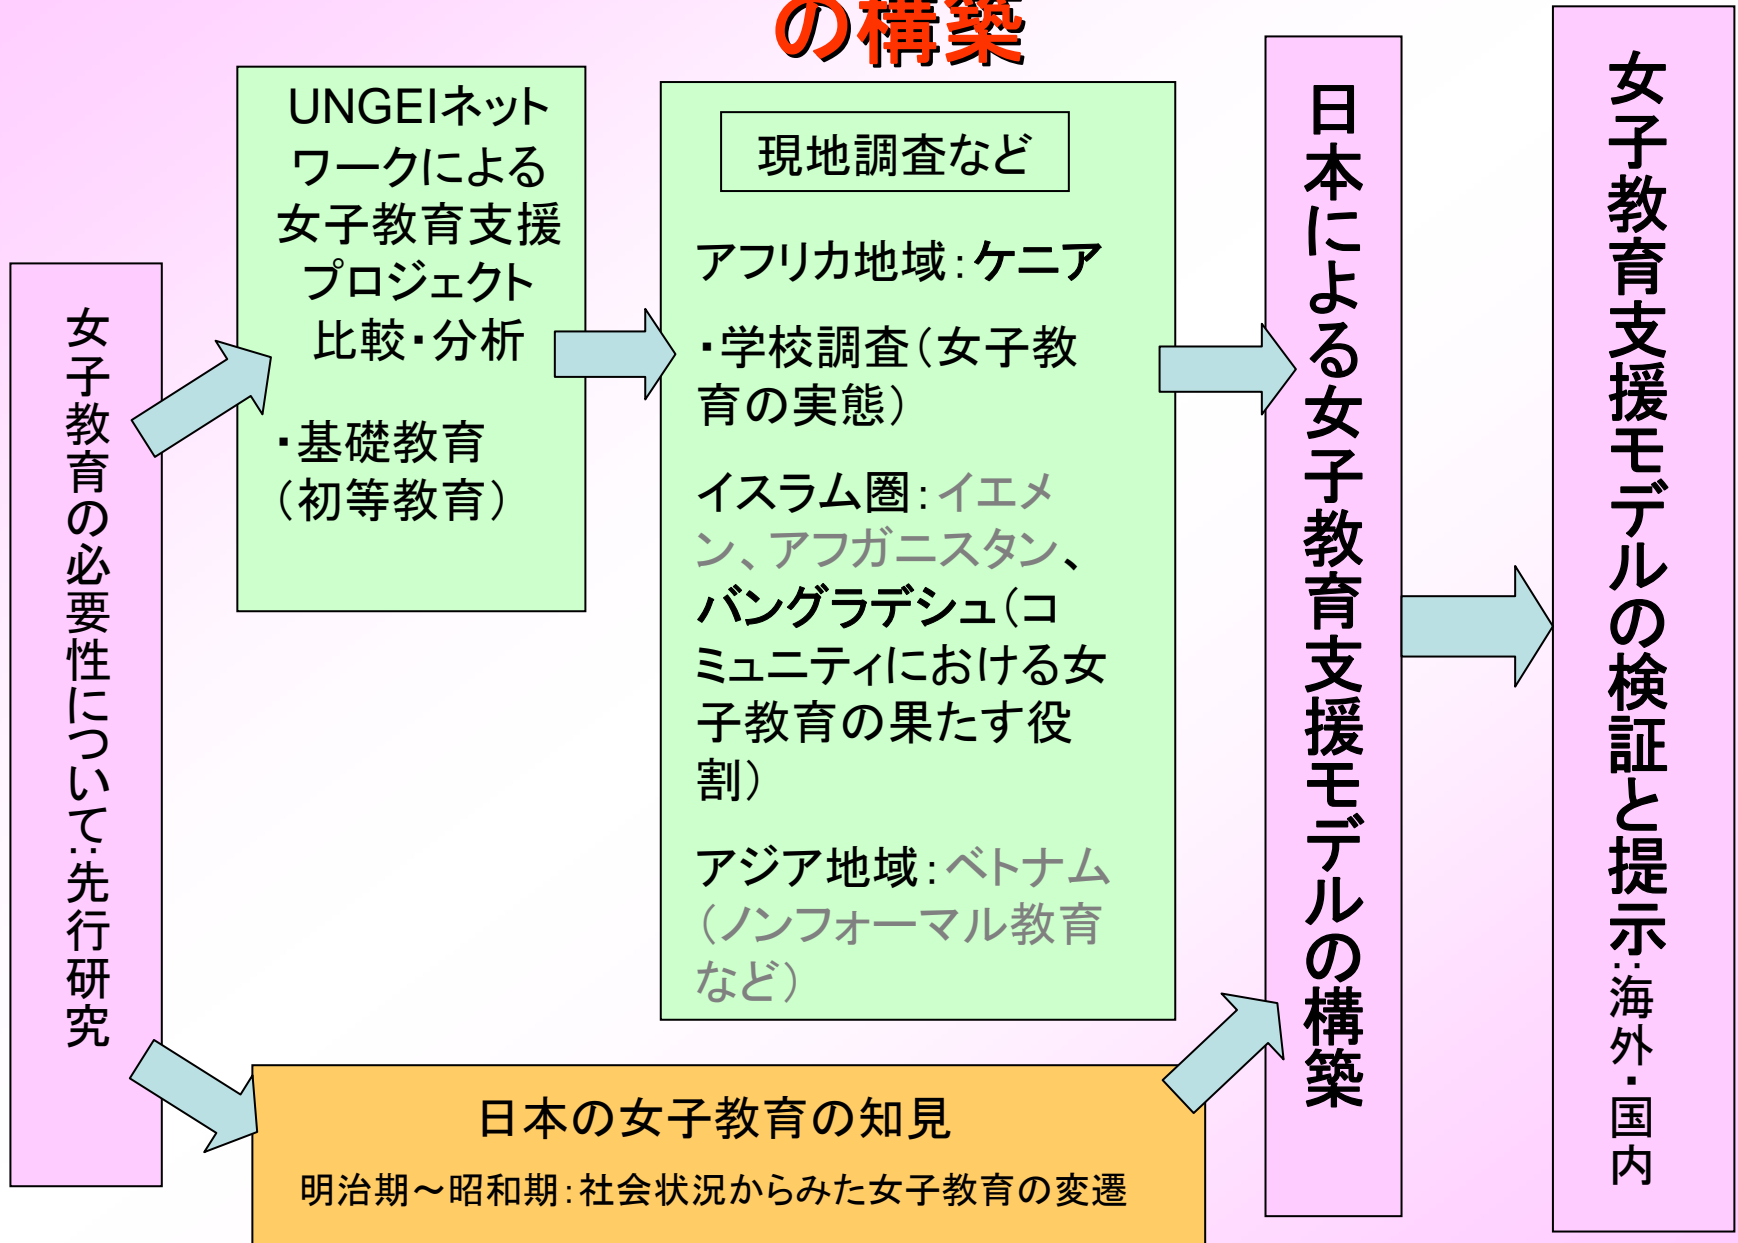 の構築
女子教育の必要性について:先行研究
UNGEIネット
ワークによる
女子教育支援
プロジェクト
比較・分析
・基礎教育
（初等教育）
現地調査など
アフリカ地域：ケニア
・学校調査（女子教
育の実態）
イスラム圏：イエメ
ン、アフガニスタン、
バングラデシュ（コ
ミュニティにおける女
子教育の果たす役
割）
アジア地域：ベトナム
（ノンフォーマル教育
など）
日本の女子教育の知見
明治期～昭和期：社会状況からみた女子教育の変遷
日本による女子教育支援モデルの構築
女子教育支援モデルの検証と提示:海外・国内